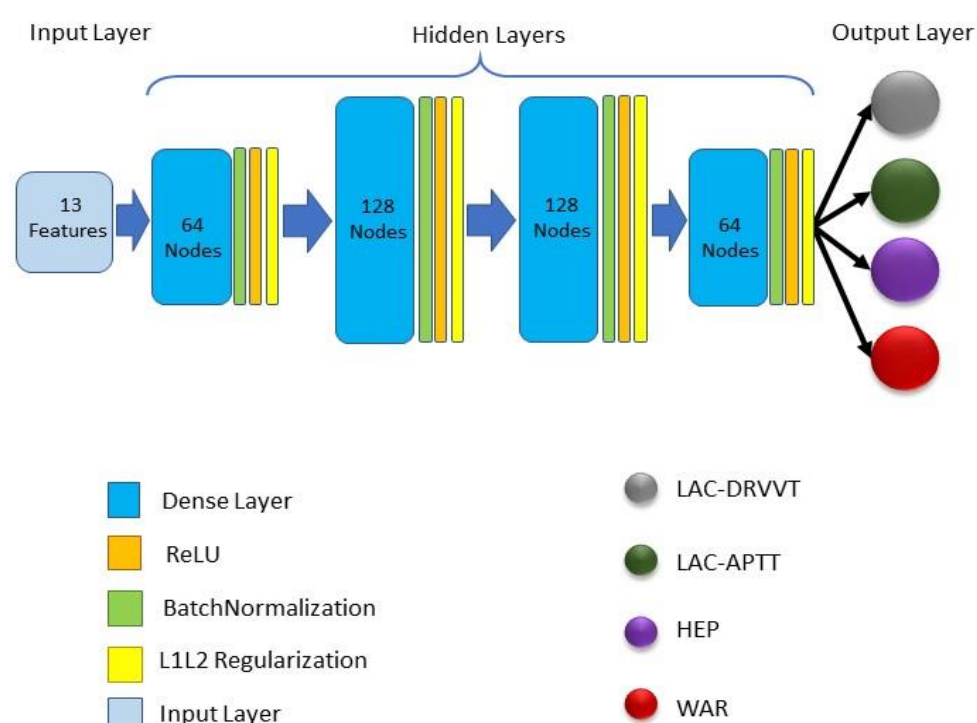 Input Layer
Hidden Layers
Output Layer
13
Features
64
Nodes
128
Nodes
128
Nodes
64
Nodes
Dense Layer
ReLU
BatchNormalization
L1L2 Regularization
Input Layer
LAC-DRVVT
LAC-APTT
HEP
WAR